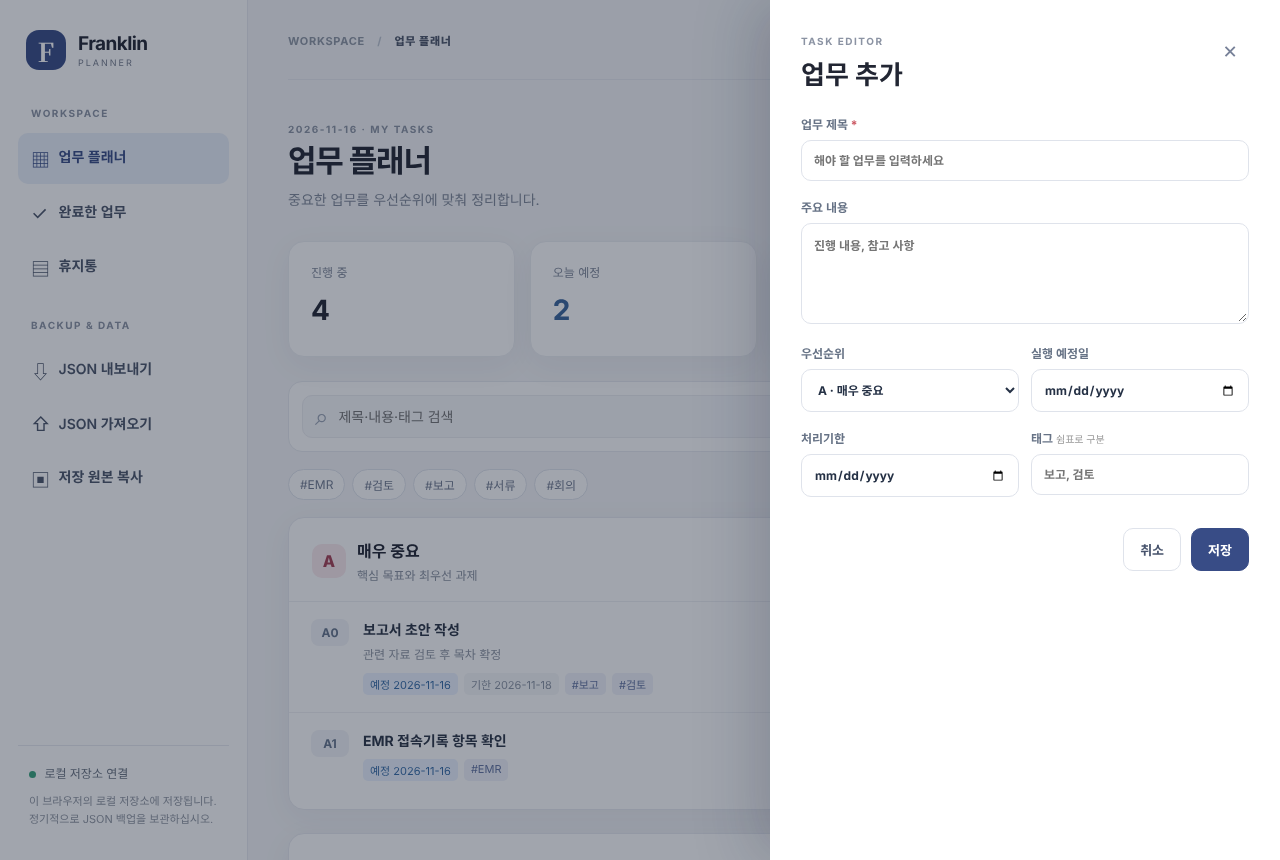 F
Franklin
PLANNER
WORKSPACE
업무 플래너
완료한 업무
휴지통
BACKUP & DATA
JSON 내보내기
JSON 가져오기
저장 원본 복사
로컬 저장소 연결
이 브라우저의 로컬 저장소에 저장됩니다.
정기적으로 JSON 백업을 보관하십시오.
WORKSPACE / 업무 플래너
2026-11-16 · MY TASKS
업무 플래너
중요한 업무를 우선순위에 맞춰 정리합니다.
진행 중
4
오늘 예정
2
제목·내용·태그 검색
#EMR #검토 #보고 #서류 #회의
A
매우 중요
핵심 목표와 최우선 과제
A0
보고서 초안 작성
관련 자료 검토 후 목차 확정
예정 2026-11-16 기한 2026-11-18 #보고 #검토
A1
EMR 접속기록 항목 확인
예정 2026-11-16 #EMR
TASK EDITOR
업무 추가
✕
업무 제목 *
해야 할 업무를 입력하세요
주요 내용
진행 내용, 참고 사항
우선순위
A · 매우 중요
실행 예정일
mm/dd/yyyy
처리기한
mm/dd/yyyy
태그 쉼표로 구분
보고, 검토
취소
저장